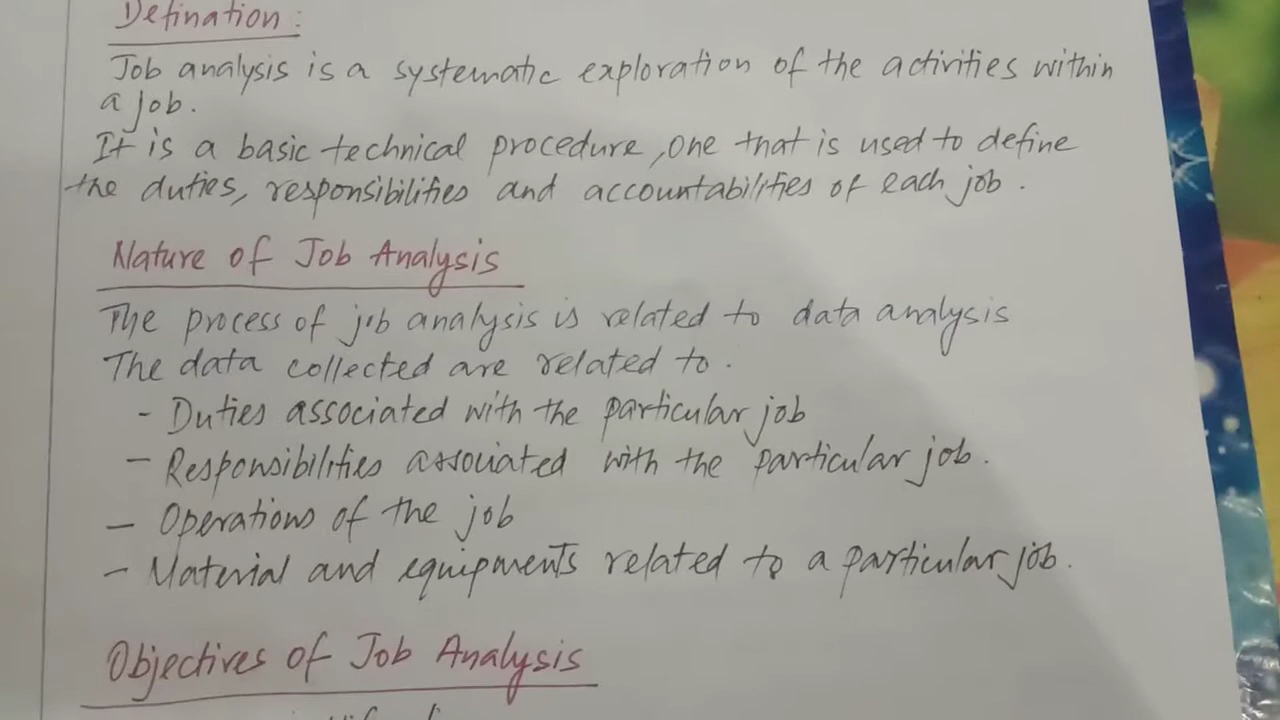 Defination:
Job analysis is a systematic exploration of the activities within
a job.
It is a basic technical procedure, one that is used to define
the duties, responsibilities and accountabilities of each job.
Nature of Job Analysis
The process of job analysis is related to data analysis
The data collected are related to.
- Duties associated with the particular job
- Responsibilities associated with the particular job.
- Operations of the job
- Material and equipments related to a particular job.
Objectives of Job Analysis